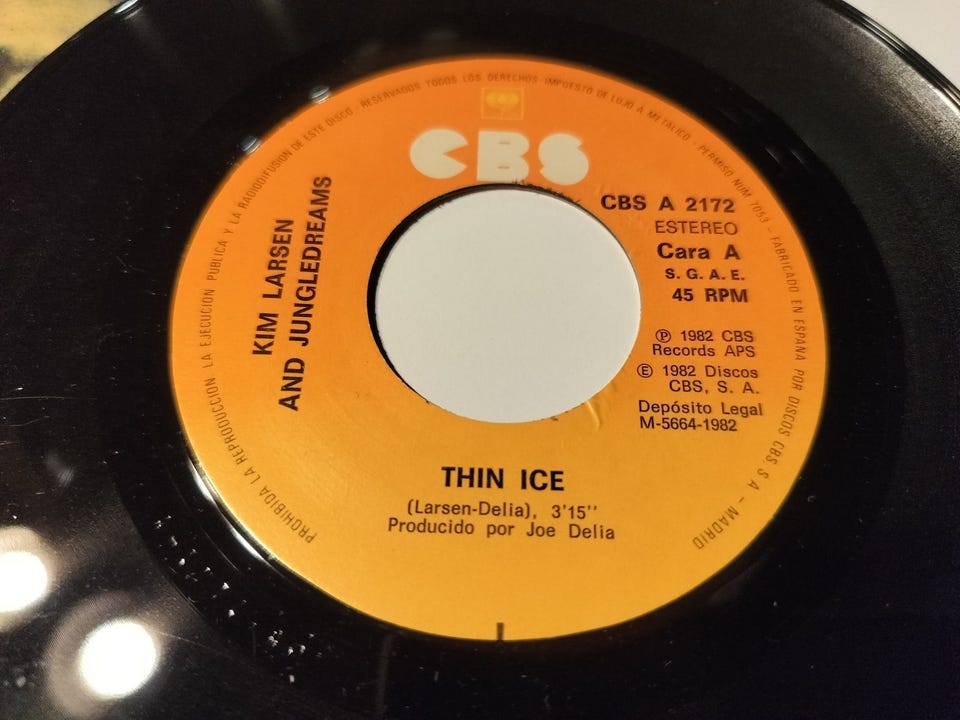 PROHIBIDA LA REPRODUCCION LA EJECUCION PUBLICA Y LA RADIODIFUSION DE ESTE DISCO - RESERVADOS TODOS LOS DERECHOS - IMPUESTO DE LUJO A METALICO - PERMISO NUM 7053 - FABRICADO EN ESPAÑA POR DISCOS CBS S A - MADRID
CBS
KIM LARSEN
AND JUNGLEDREAMS
CBS A 2172
ESTEREO
Cara A
S. G. A. E.
45 RPM
Ⓟ 1982 CBS
Records APS
Ⓔ 1982 Discos
CBS, S. A.
Depósito Legal
M-5664-1982
THIN ICE
(Larsen-Delia), 3'15''
Producido por Joe Delia